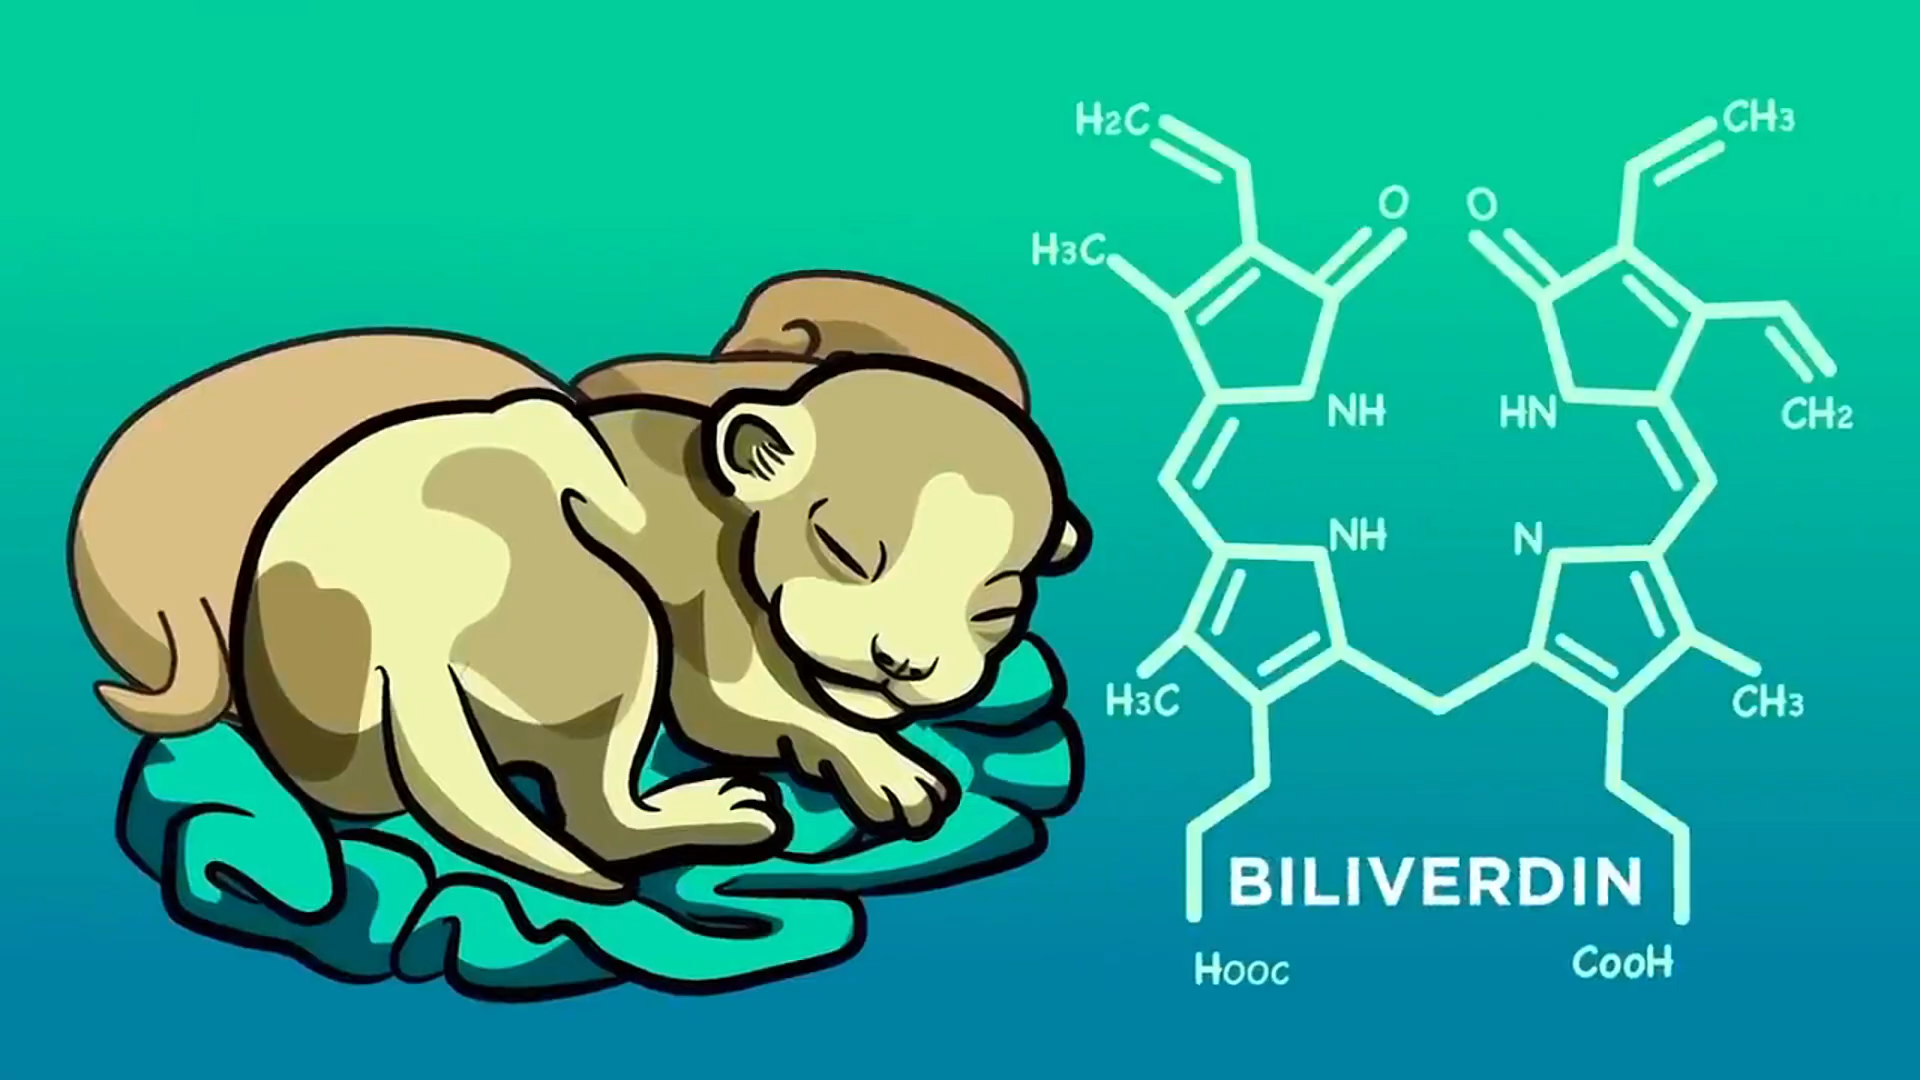 H2C
CH3
O
O
H3C
NH
HN
CH2
NH
N
H3C
CH3
BILIVERDIN
HOOC
COOH